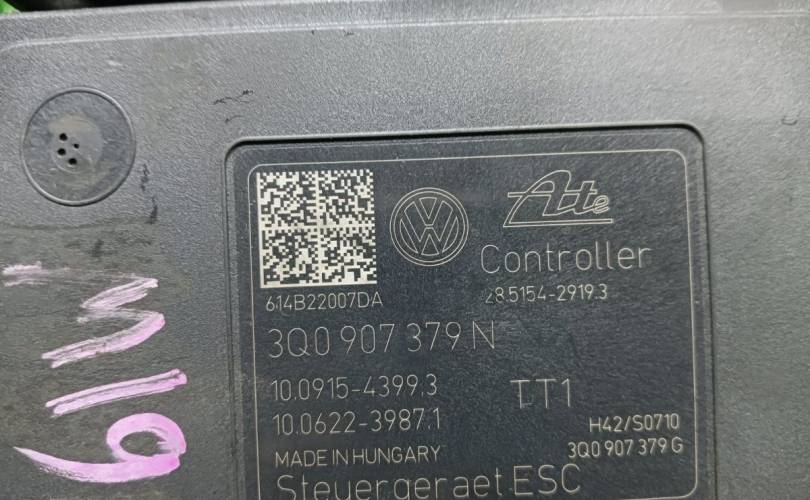 Ate
Controller
614B22007DA
28.5154-2919.3
3Q0 907 379 N
10.0915-4399.3
TT1
10.0622-3987.1
H42/S0710
3Q0 907 379 G
MADE IN HUNGARY
Steuergeraet ESC